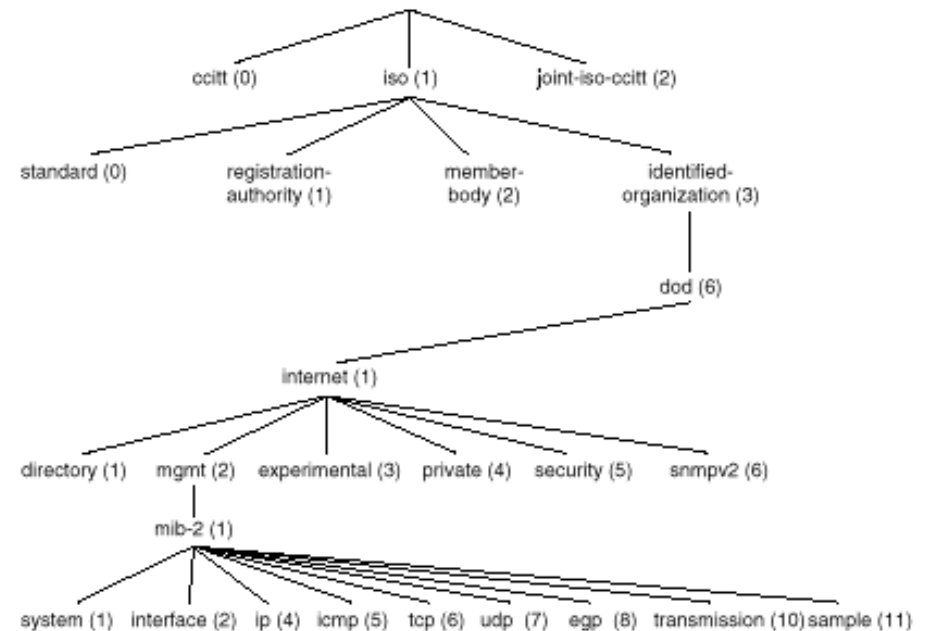 ccitt (0) iso (1) joint-iso-ccitt (2)
standard (0) registration- member- identified-
authority (1) body (2) organization (3)
dod (6)
internet (1)
directory (1) mgmt (2) experimental (3) private (4) security (5) snmpv2 (6)
mib-2 (1)
system (1) interface (2) ip (4) icmp (5) tcp (6) udp (7) egp (8) transmission (10) sample (11)